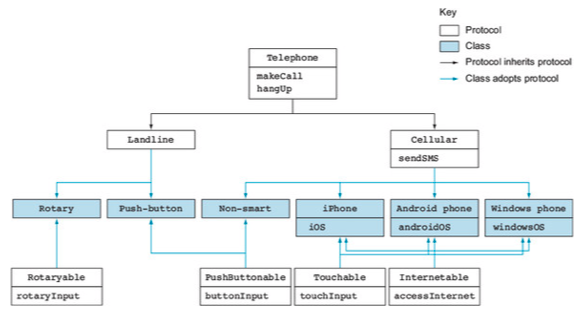 Key
Protocol
Class
Protocol inherits protocol
Class adopts protocol
Telephone
makeCall
hangUp
Landline
Cellular
sendSMS
Rotary
Push-button
Non-smart
iPhone
iOS
Android phone
androidOS
Windows phone
windowsOS
Rotaryable
rotaryInput
PushButtonable
buttonInput
Touchable
touchInput
Internetable
accessInternet